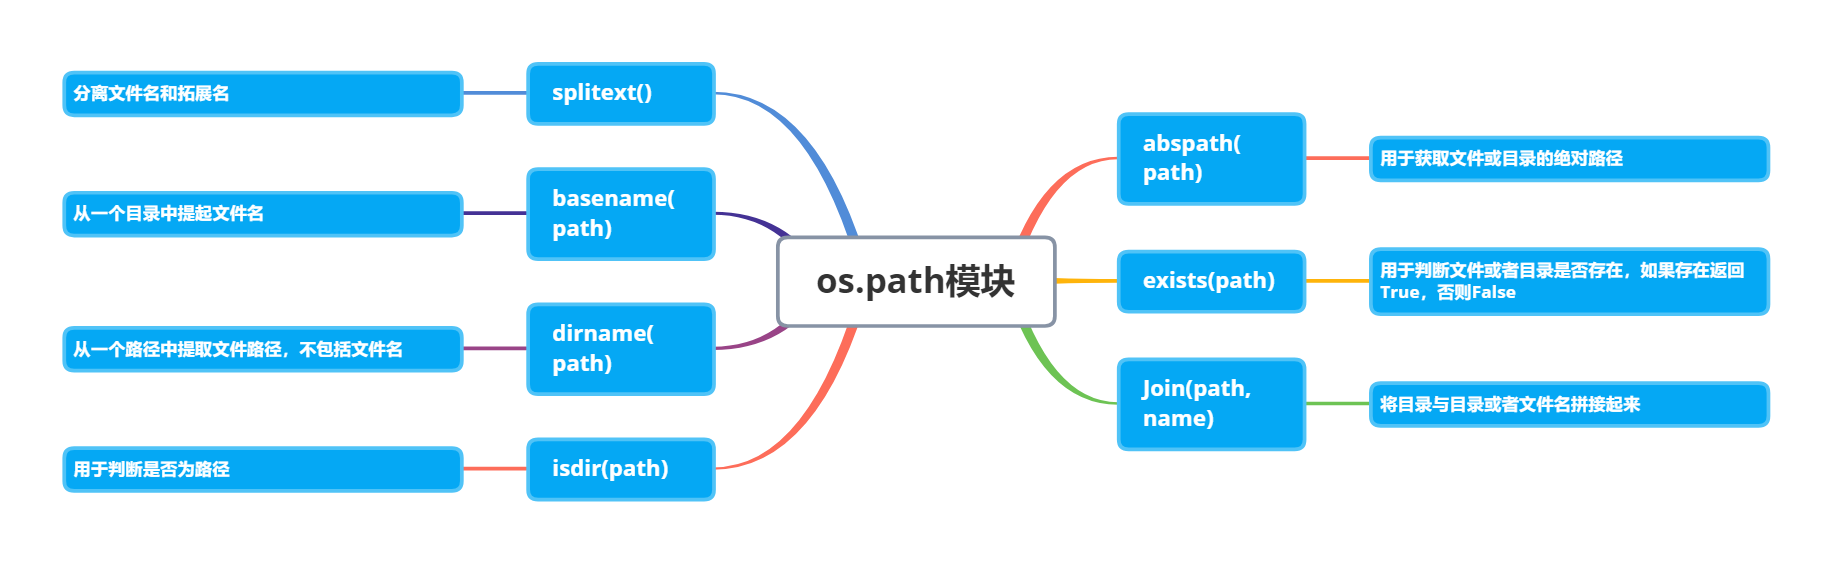 os.path模块
splitext()
分离文件名和拓展名
basename(
path)
从一个目录中提起文件名
dirname(
path)
从一个路径中提取文件路径，不包括文件名
isdir(path)
用于判断是否为路径
abspath(
path)
用于获取文件或目录的绝对路径
exists(path)
用于判断文件或者目录是否存在，如果存在返回
True，否则False
Join(path,
name)
将目录与目录或者文件名拼接起来